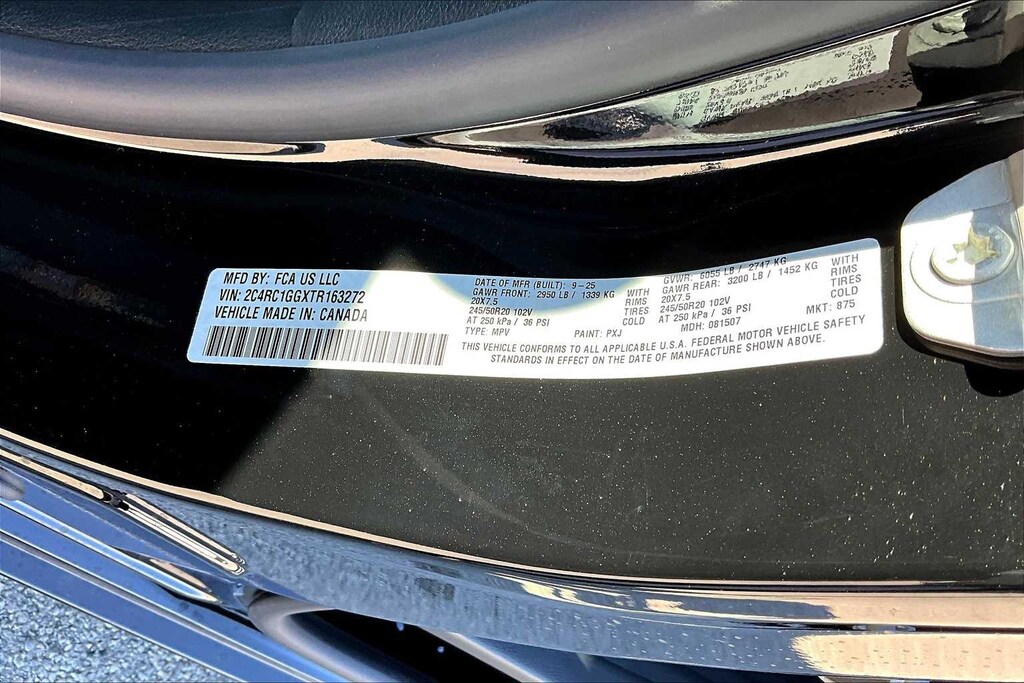 MFD BY: FCA US LLC
VIN: 2C4RC1GGXTR163272
VEHICLE MADE IN: CANADA
DATE OF MFR (BUILT): 9-25
GAWR FRONT: 2950 LB / 1339 KG WITH
20X7.5 RIMS
245/50R20 102V TIRES
AT 250 kPa / 36 PSI COLD
TYPE: MPV PAINT: PXJ
GVWR: 6055 LB / 2747 KG
GAWR REAR: 3200 LB / 1452 KG WITH
20X7.5 RIMS
245/50R20 102V TIRES
AT 250 kPa / 36 PSI COLD
MDH: 081507 MKT: 875
THIS VEHICLE CONFORMS TO ALL APPLICABLE U.S.A. FEDERAL MOTOR VEHICLE SAFETY
STANDARDS IN EFFECT ON THE DATE OF MANUFACTURE SHOWN ABOVE.